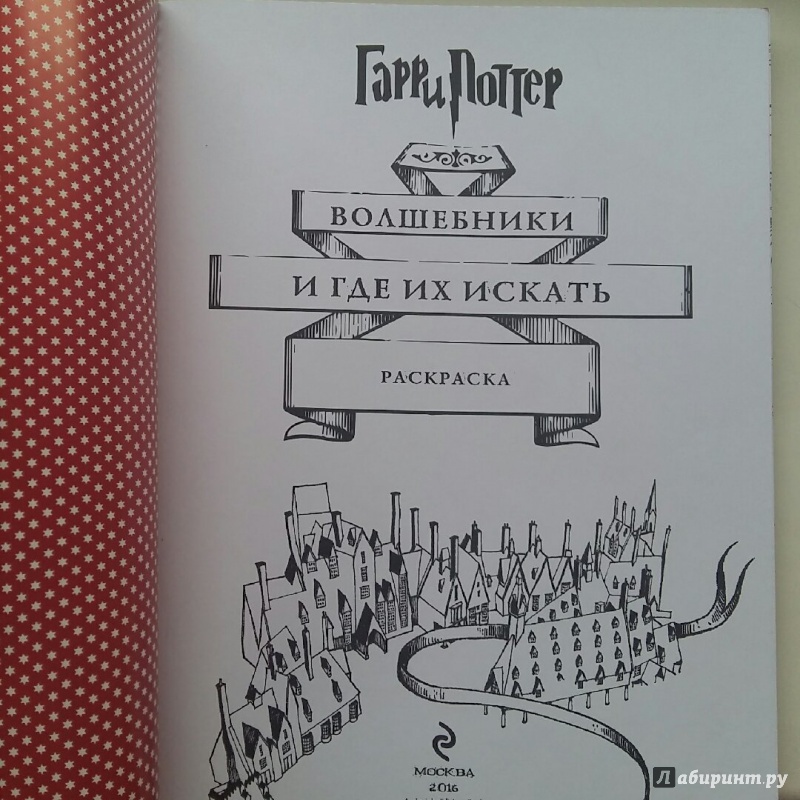 Гарри Поттер
ВОЛШЕБНИКИ
И ГДЕ ИХ ИСКАТЬ
РАСКРАСКА
МОСКВА
2016
Лабиринт.ру